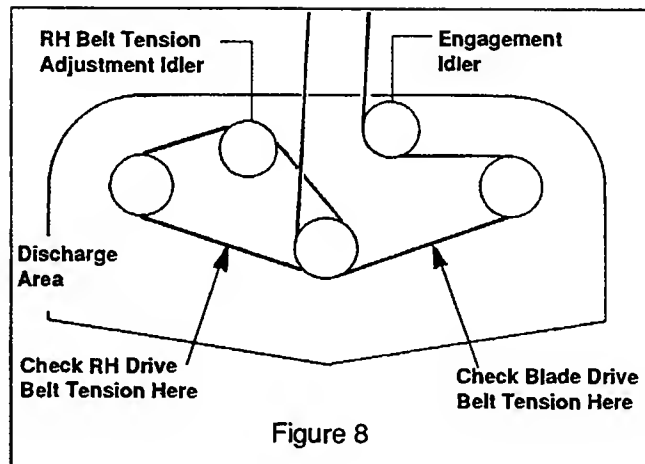 RH Belt Tension
Adjustment Idler
Engagement
Idler
Discharge
Area
Check RH Drive
Belt Tension Here
Check Blade Drive
Belt Tension Here
Figure 8